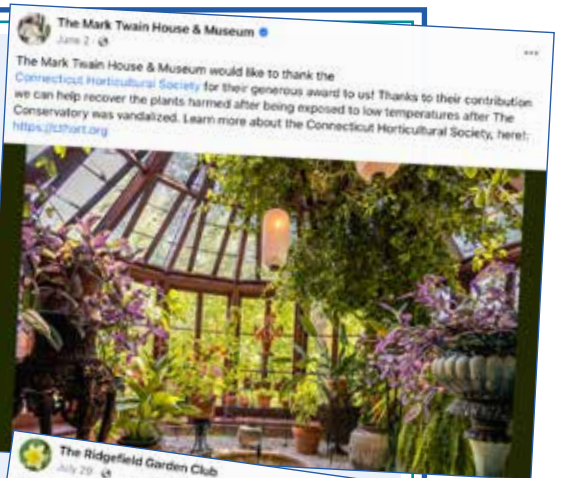 The Mark Twain House & Museum
June 2 ·
The Mark Twain House & Museum would like to thank the
Connecticut Horticultural Society for their generous award to us! Thanks to their contribution
we can help recover the plants harmed after being exposed to low temperatures after The
Conservatory was vandalized. Learn more about the Connecticut Horticultural Society, here!:
https://cthort.org
The Ridgefield Garden Club
July 29 ·